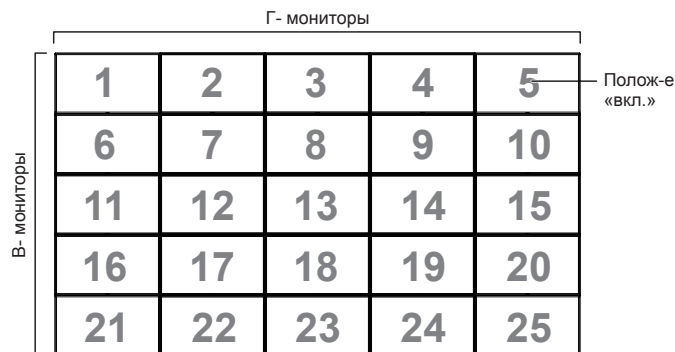 Г- мониторы
1 2 3 4 5
Полож-е
«вкл.»
6 7 8 9 10
В- мониторы
11 12 13 14 15
16 17 18 19 20
21 22 23 24 25